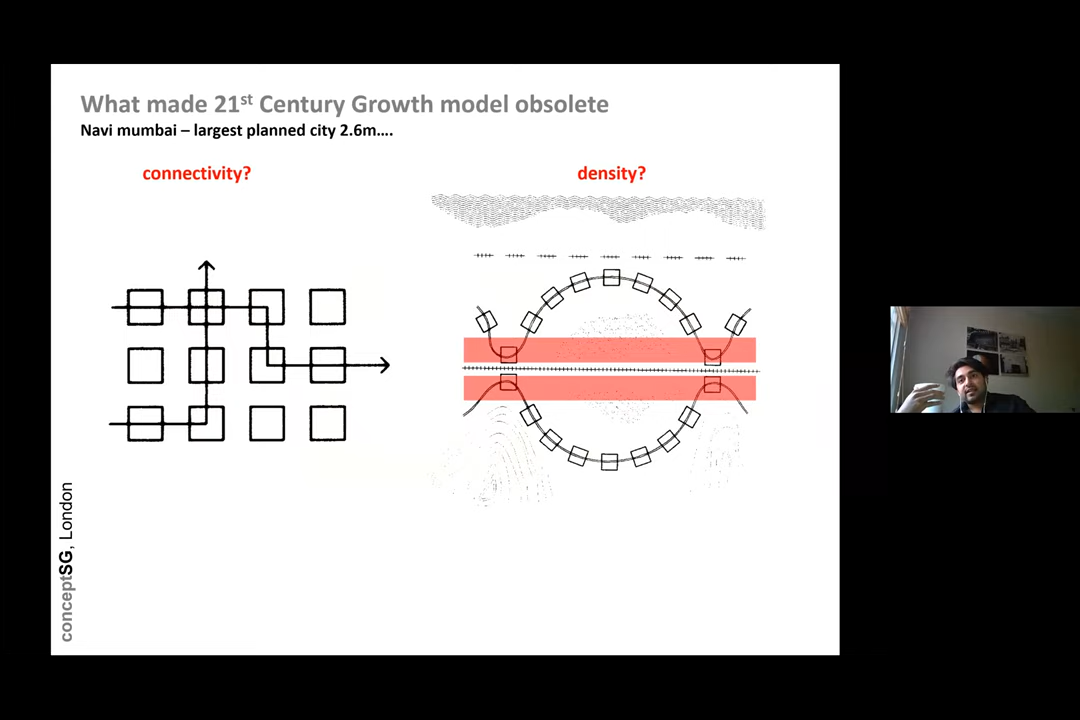 What made 21st Century Growth model obsolete
Navi mumbai – largest planned city 2.6m....
connectivity?
density?
conceptSG, London